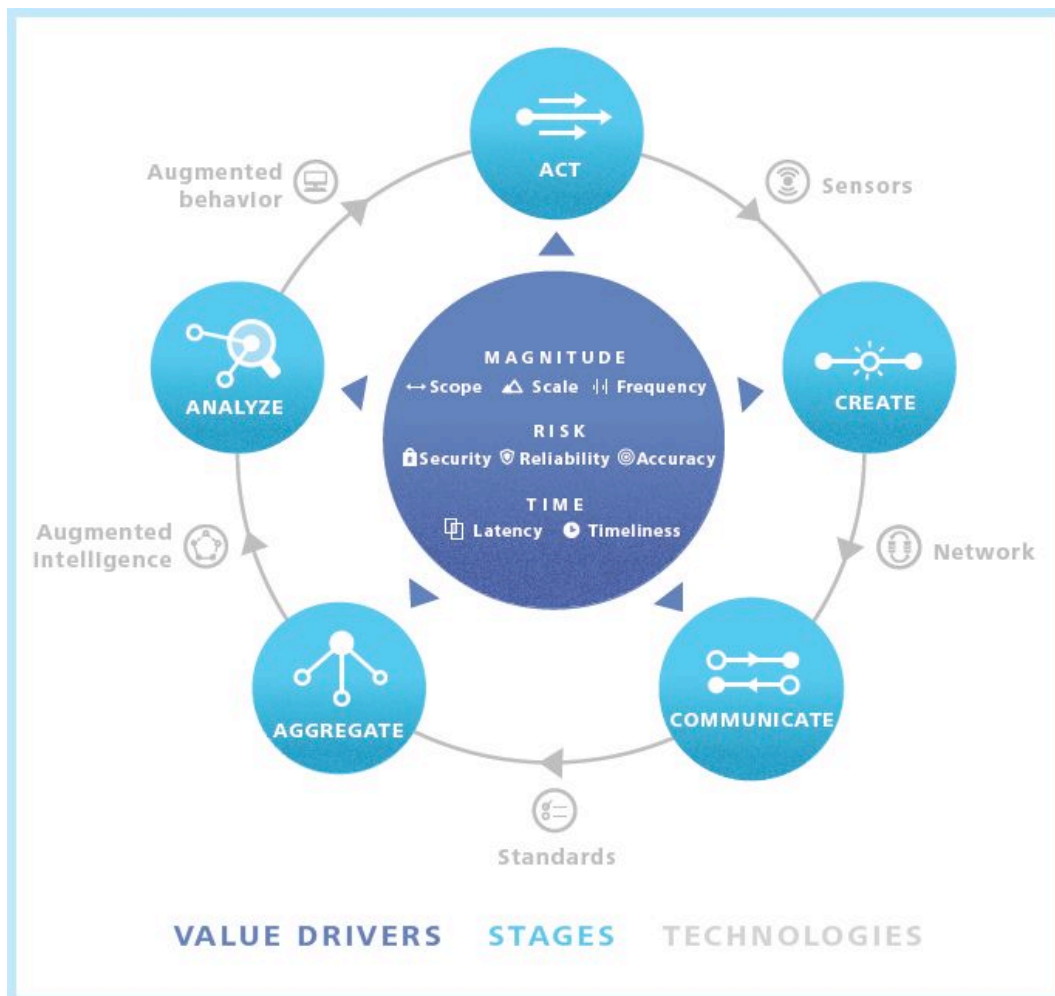 ACT
Augmented
behavior
Sensors
ANALYZE
MAGNITUDE
Scope Scale Frequency
RISK
Security Reliability Accuracy
TIME
Latency Timeliness
CREATE
Augmented
Intelligence
Network
AGGREGATE
COMMUNICATE
Standards
VALUE DRIVERS STAGES TECHNOLOGIES